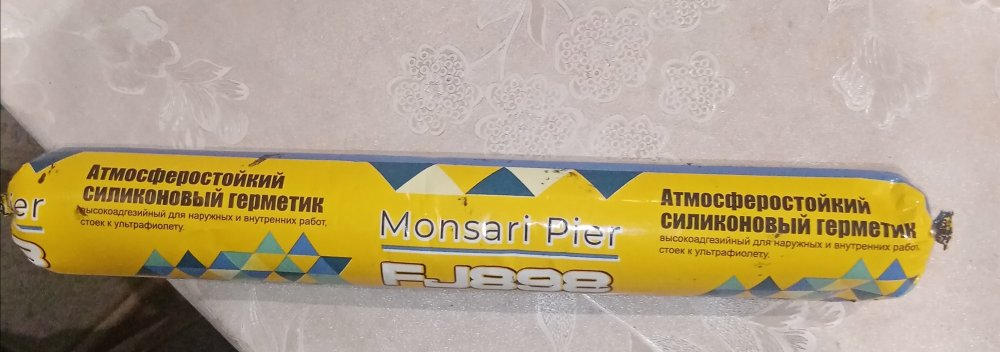 er
Атмосферостойкий
силиконовый герметик
высокоадгезийный для наружных и внутренних работ,
стоек к ультрафиолету.
Monsari Pier
FJ898
Атмосферостойкий
силиконовый герметик
высокоадгезийный для наружных и внутренних работ,
стоек к ультрафиолету.